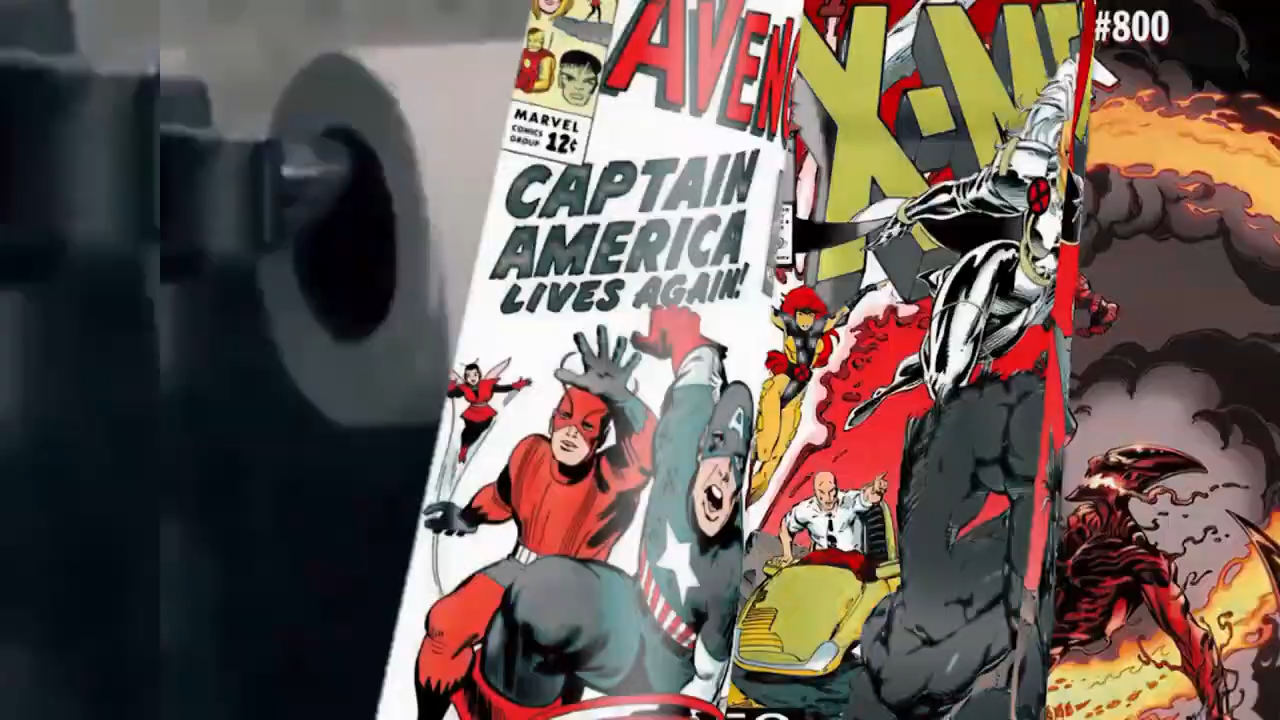 AVEN
MARVEL
COMICS
GROUP 12¢
CAPTAIN
AMERICA
LIVES AGAIN!
X-M
#800